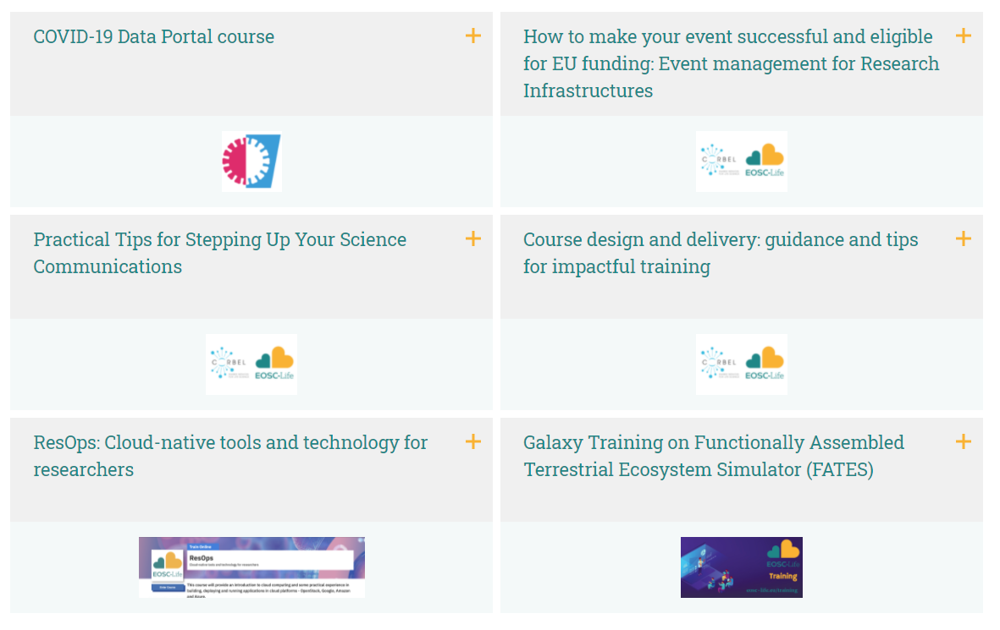 COVID-19 Data Portal course
How to make your event successful and eligible
for EU funding: Event management for Research
Infrastructures
CORBEL
EOSC-Life
Practical Tips for Stepping Up Your Science
Communications
CORBEL
EOSC-Life
Course design and delivery: guidance and tips
for impactful training
CORBEL
EOSC-Life
ResOps: Cloud-native tools and technology for
researchers
Train Online
ResOps
Cloud-native tools and technology for researchers
EOSC-Life
This course will provide an introduction to cloud computing and some practical experience in
building, deploying and running applications in cloud platforms - OpenStack, Google, Amazon
and Azure.
Galaxy Training on Functionally Assembled
Terrestrial Ecosystem Simulator (FATES)
EOSC-Life
Training
eosc-life.eu/training